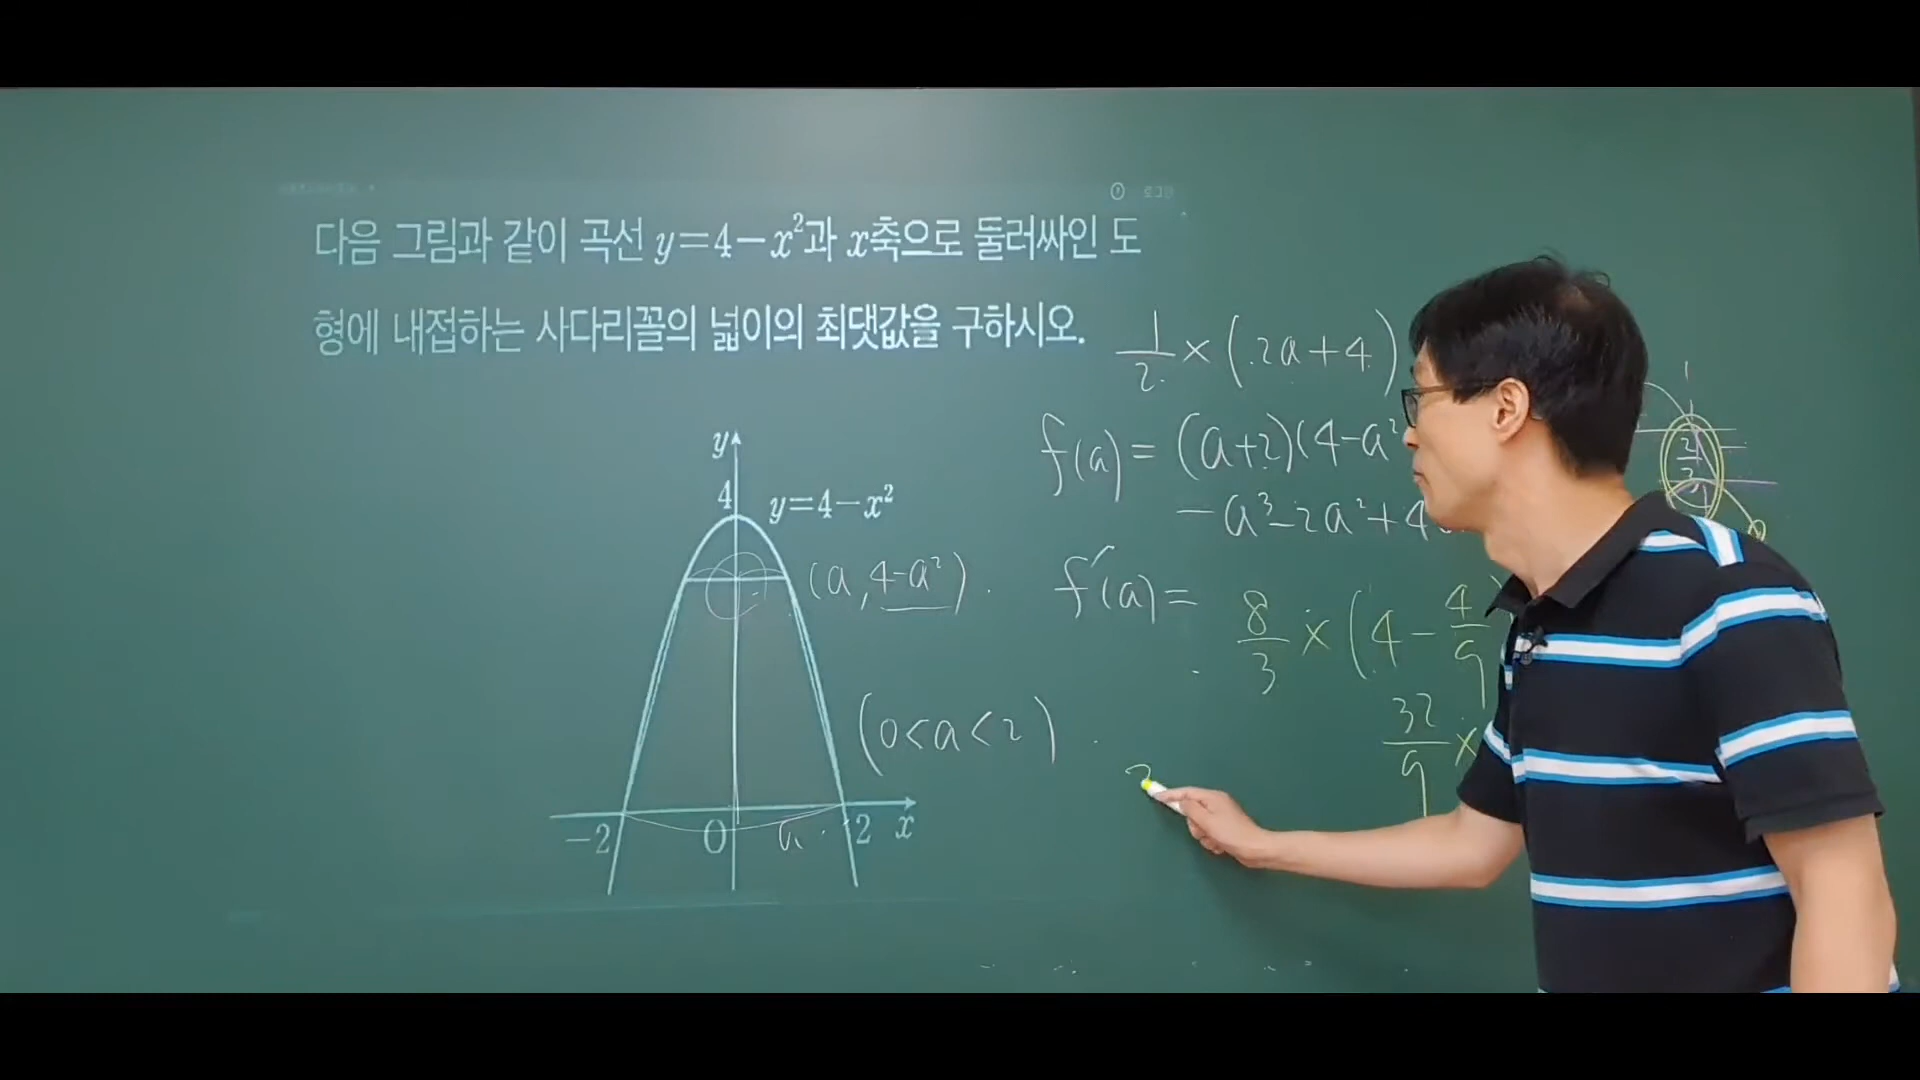 다음 그림과 같이 곡선 y=4-x²과 x축으로 둘러싸인 도
형에 내접하는 사다리꼴의 넓이의 최댓값을 구하시오.
y
4
y=4-x²
(a, 4-a²)
(0<a<2)
-2
O
a
2
x
1/2 × (2a+4)
f(a) = (a+2)(4-a²
-a³-2a²+4
f'(a) =
8/3 × (4 - 4/9
32/9 ×